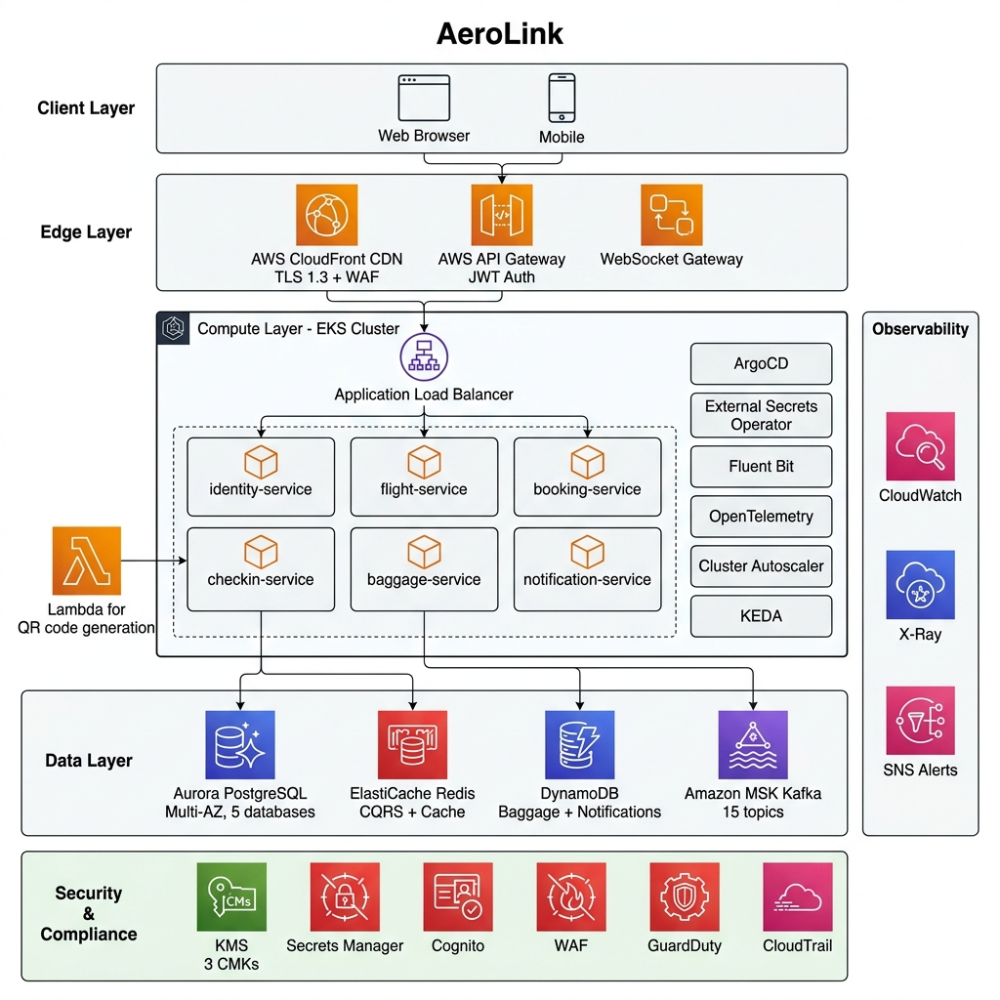 AeroLink
Client Layer
Web Browser
Mobile
Edge Layer
AWS CloudFront CDN
TLS 1.3 + WAF
AWS API Gateway
JWT Auth
WebSocket Gateway
Compute Layer - EKS Cluster
Application Load Balancer
identity-service
flight-service
booking-service
checkin-service
baggage-service
notification-service
ArgoCD
External Secrets
Operator
Fluent Bit
OpenTelemetry
Cluster Autoscaler
KEDA
Lambda for
QR code generation
Observability
CloudWatch
X-Ray
SNS Alerts
Data Layer
Aurora PostgreSQL
Multi-AZ, 5 databases
ElastiCache Redis
CQRS + Cache
DynamoDB
Baggage + Notifications
Amazon MSK Kafka
15 topics
Security
&
Compliance
CMs
KMS
3 CMKs
Secrets Manager
Cognito
WAF
GuardDuty
CloudTrail